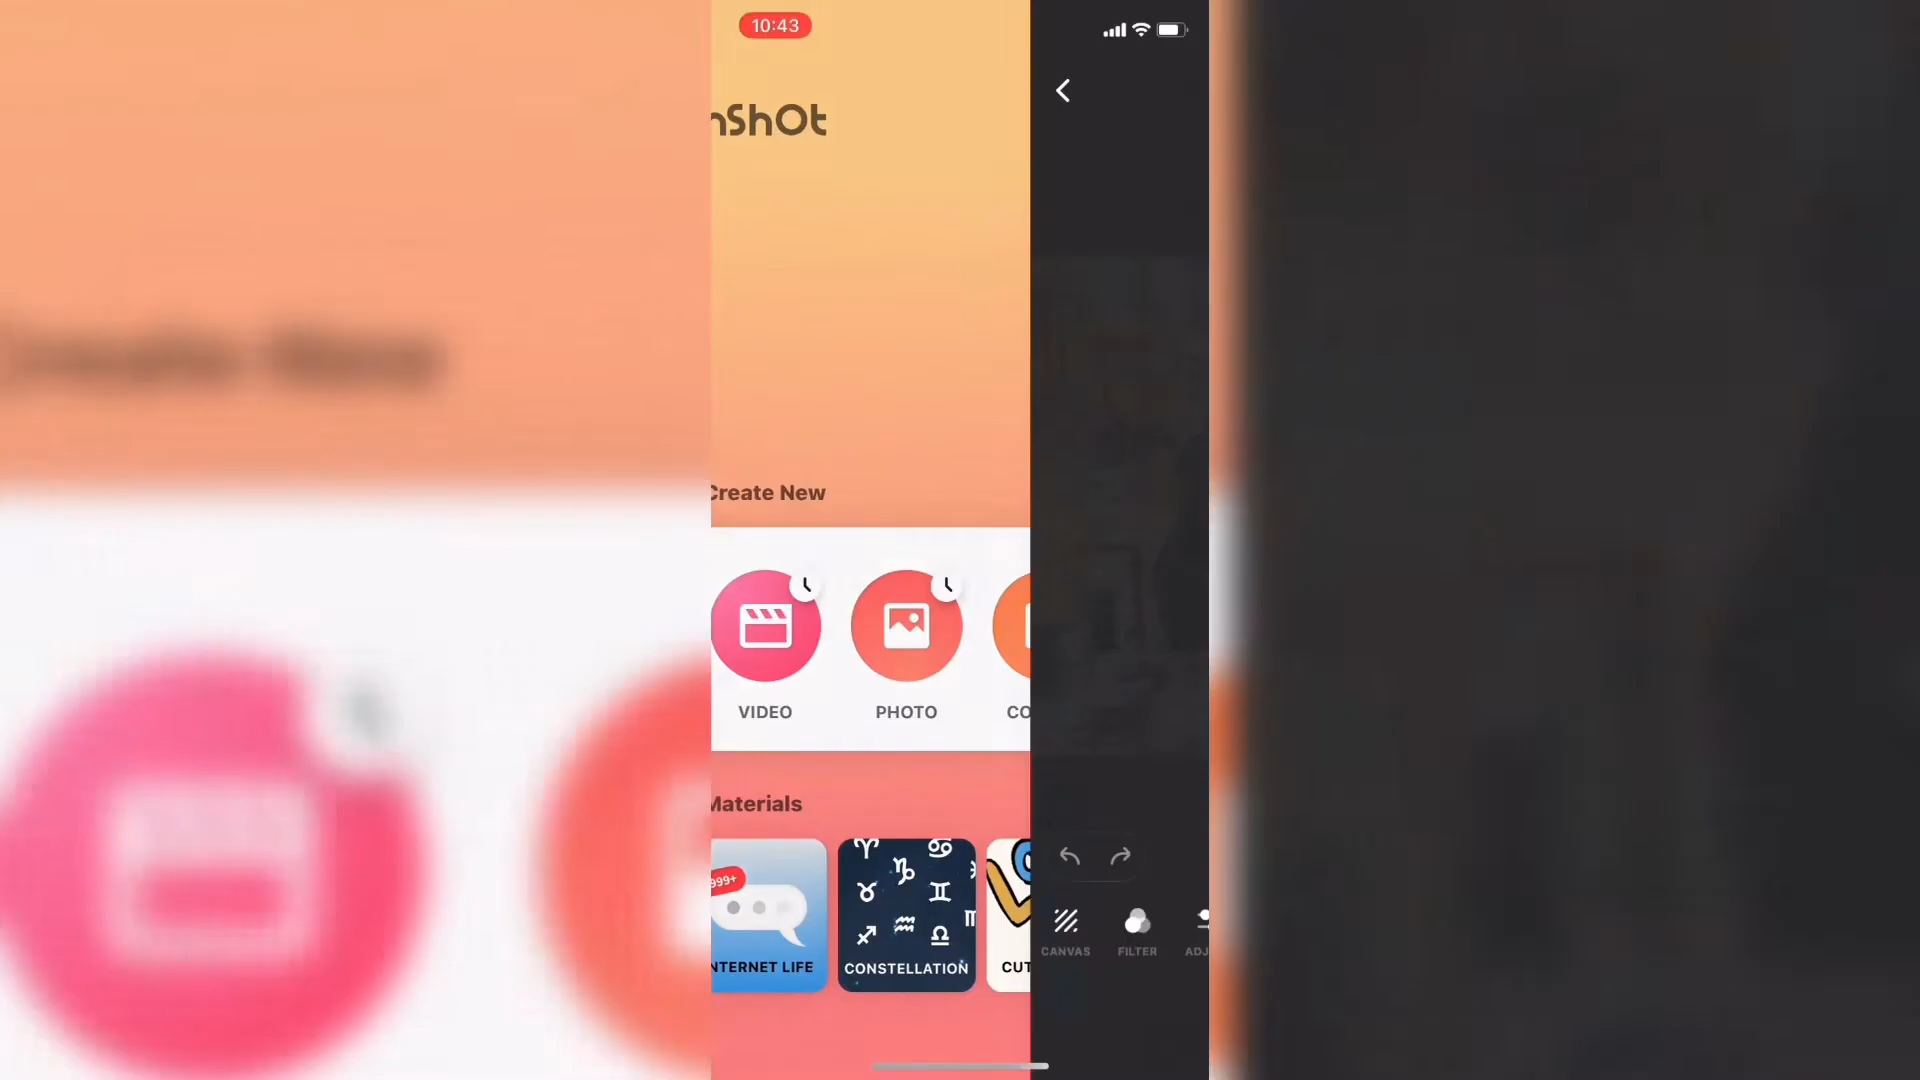 10:43
nShOt
Create New
VIDEO
PHOTO
CO
Materials
999+
NTERNET LIFE
CONSTELLATION
CUT
CANVAS
FILTER
ADJ